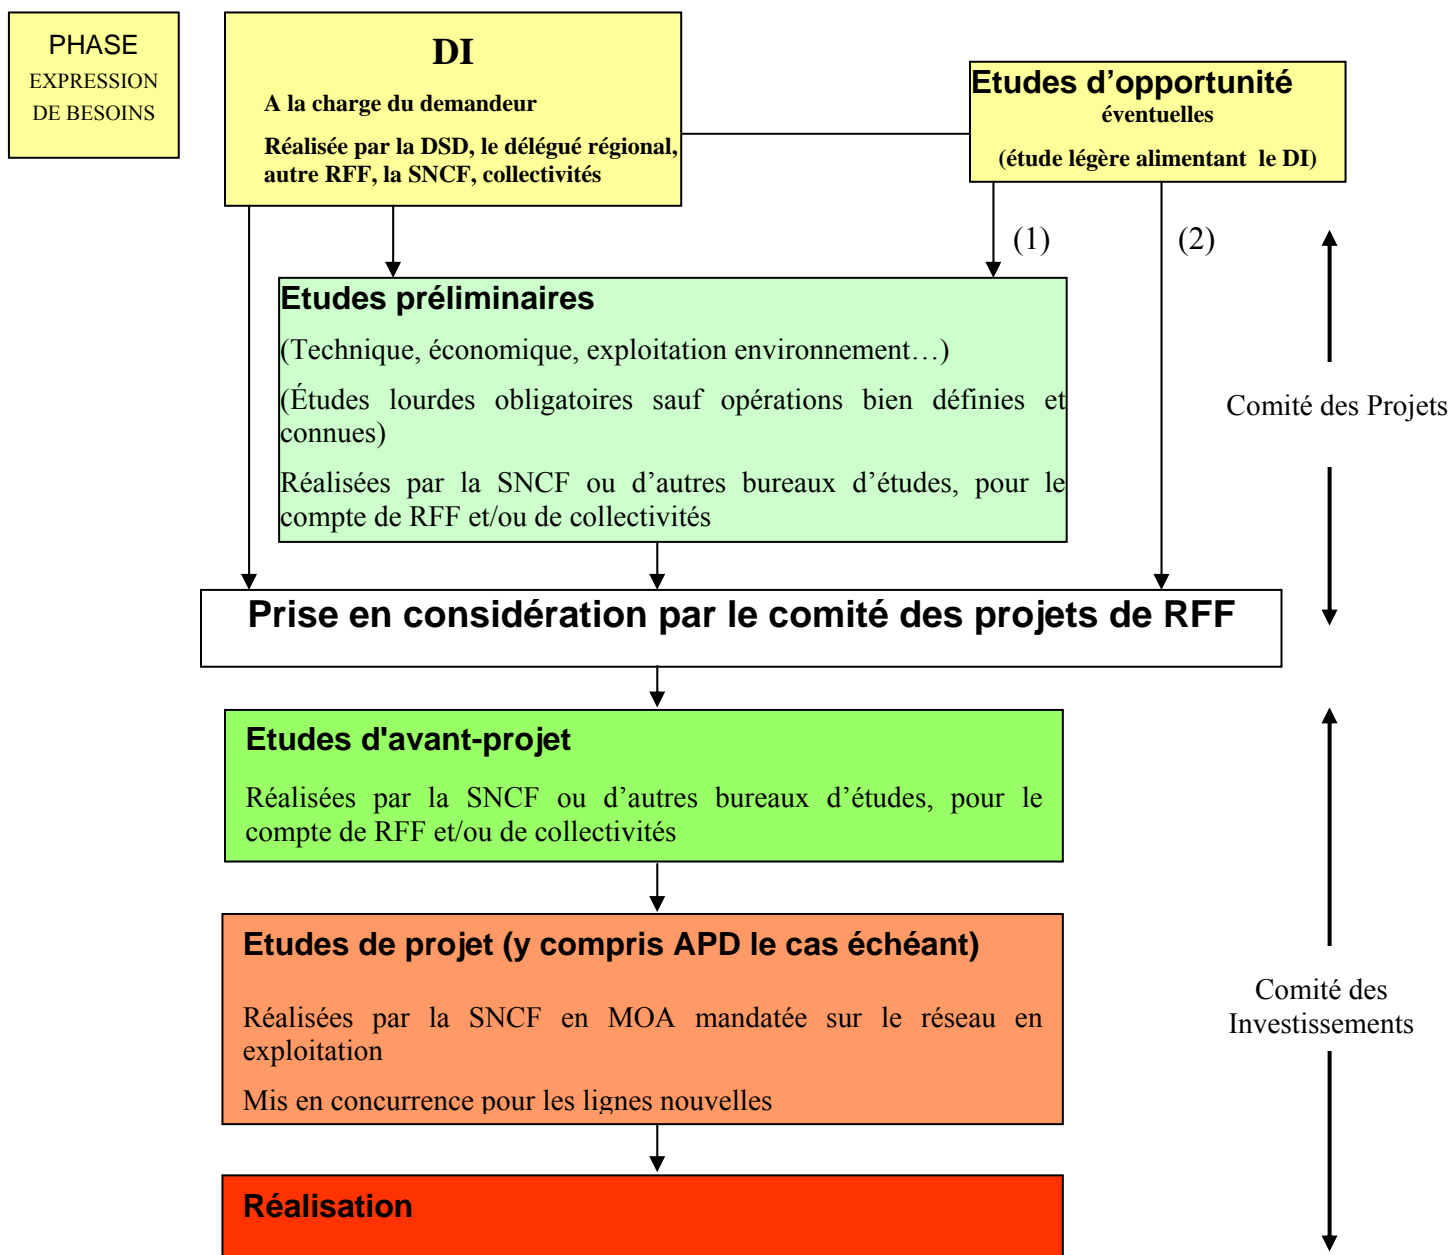 PHASE
EXPRESSION
DE BESOINS
DI
A la charge du demandeur
Réalisée par la DSD, le délégué régional,
autre RFF, la SNCF, collectivités
Etudes d’opportunité
éventuelles
(étude légère alimentant le DI)
(1)
(2)
Etudes préliminaires
(Technique, économique, exploitation environnement…)
(Études lourdes obligatoires sauf opérations bien définies et
connues)
Réalisées par la SNCF ou d’autres bureaux d’études, pour le
compte de RFF et/ou de collectivités
Comité des Projets
Prise en considération par le comité des projets de RFF
Etudes d'avant-projet
Réalisées par la SNCF ou d’autres bureaux d’études, pour le
compte de RFF et/ou de collectivités
Etudes de projet (y compris APD le cas échéant)
Réalisées par la SNCF en MOA mandatée sur le réseau en
exploitation
Mis en concurrence pour les lignes nouvelles
Comité des
Investissements
Réalisation